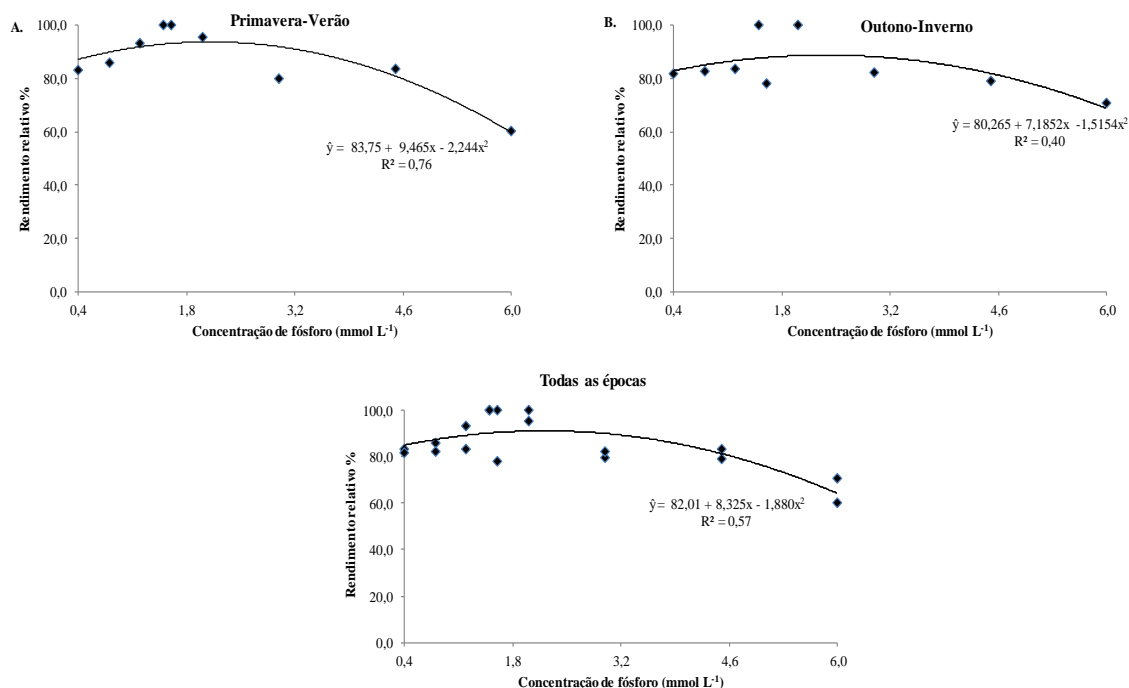 A.
Primavera-Verão
Rendimento relativo %
100,0
80,0
60,0
40,0
20,0
0,0
ŷ = 83,75 + 9,465x - 2,244x²
R² = 0,76
0,4 1,8 3,2 4,6 6,0
Concentração de fósforo (mmol L⁻¹)
B.
Outono-Inverno
Rendimento relativo %
100,0
80,0
60,0
40,0
20,0
0,0
ŷ = 80,265 + 7,1852x -1,5154x²
R² = 0,40
0,4 1,8 3,2 4,6 6,0
Concentração de fósforo (mmol L⁻¹)
Todas as épocas
Rendimento relativo %
100,0
80,0
60,0
40,0
20,0
0,0
ŷ = 82,01 + 8,325x - 1,880x²
R² = 0,57
0,4 1,8 3,2 4,6 6,0
Concentração de fósforo (mmol L⁻¹)